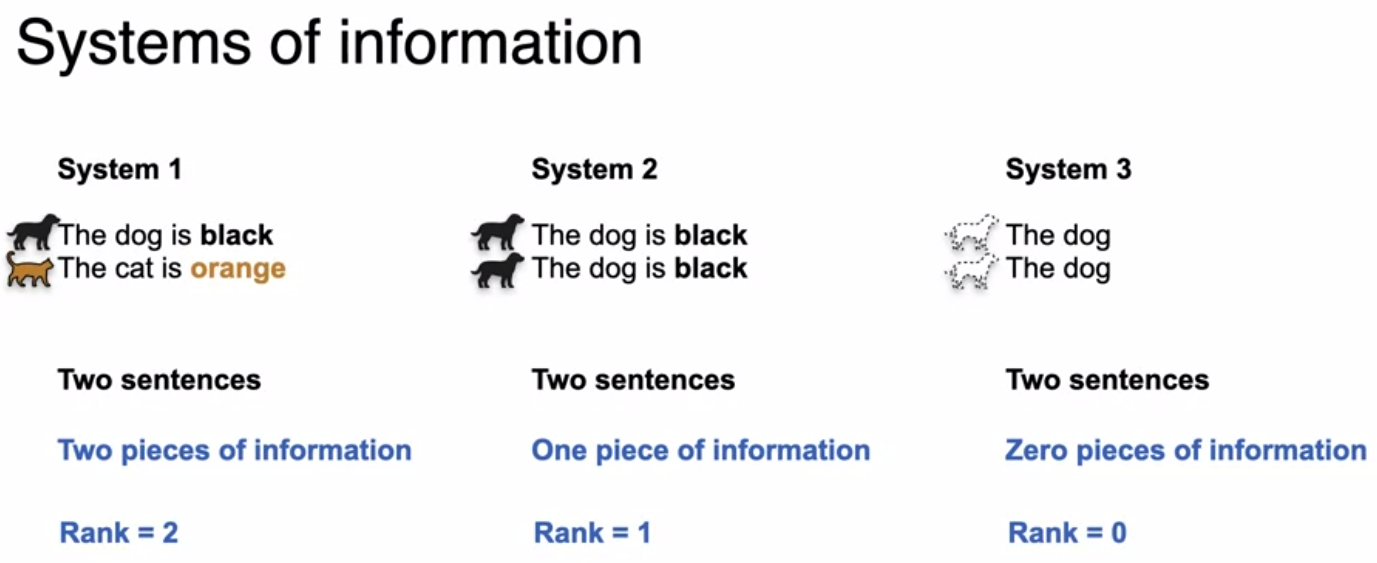 Systems of information
System 1
The dog is black
The cat is orange
Two sentences
Two pieces of information
Rank = 2
System 2
The dog is black
The dog is black
Two sentences
One piece of information
Rank = 1
System 3
The dog
The dog
Two sentences
Zero pieces of information
Rank = 0